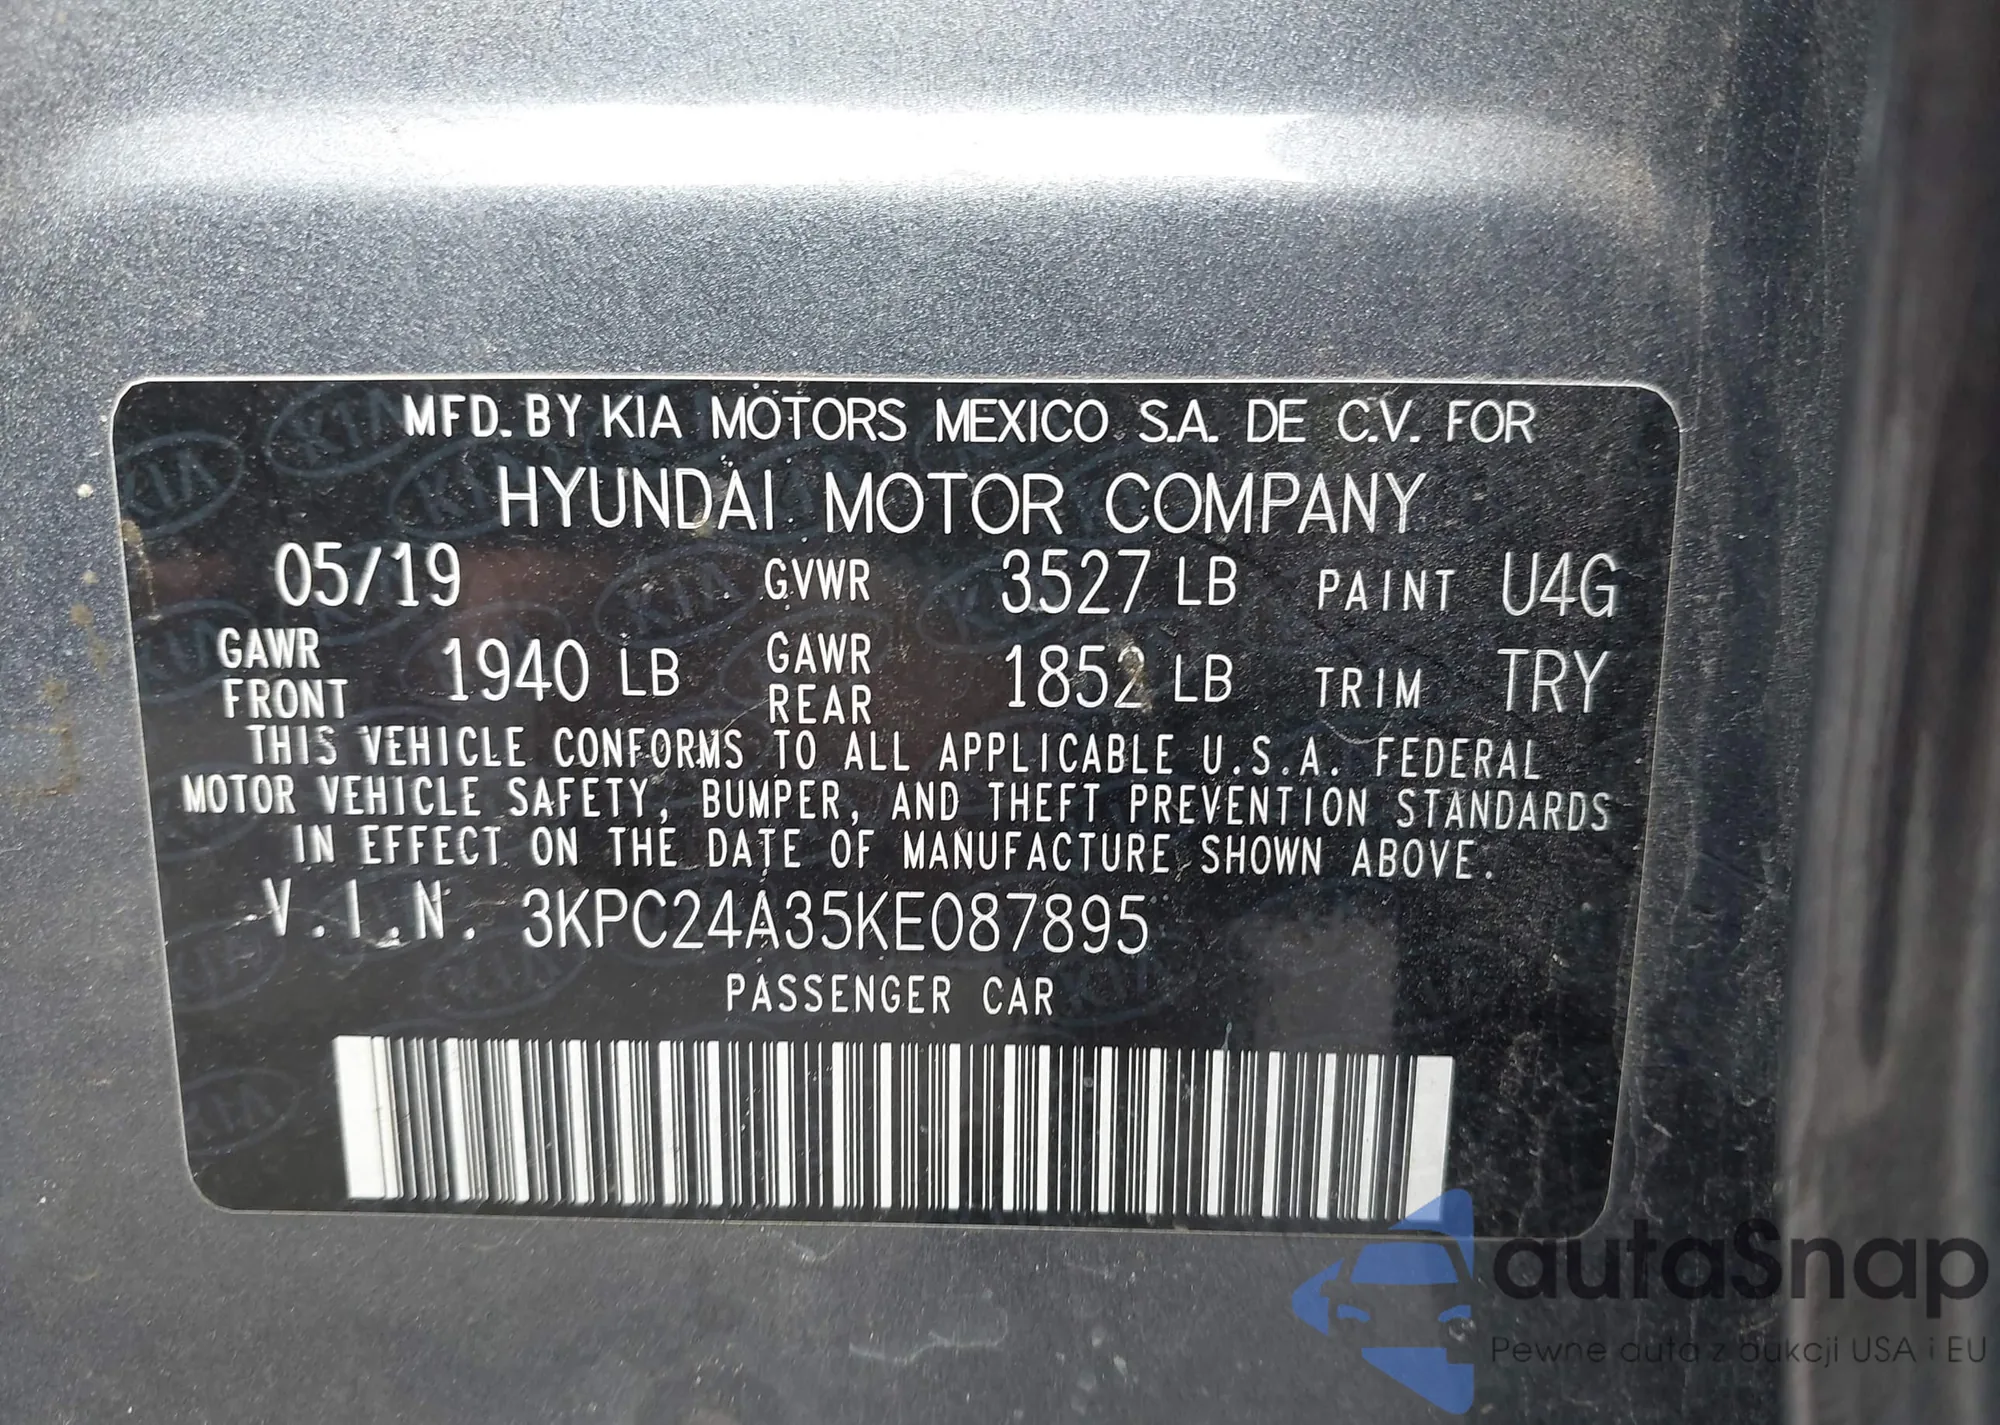 MFD. BY KIA MOTORS MEXICO S.A. DE C.V. FOR
HYUNDAI MOTOR COMPANY
05/19 GVWR 3527 LB PAINT U4G
GAWR FRONT 1940 LB GAWR REAR 1852 LB TRIM TRY
THIS VEHICLE CONFORMS TO ALL APPLICABLE U.S.A. FEDERAL
MOTOR VEHICLE SAFETY, BUMPER, AND THEFT PREVENTION STANDARDS
IN EFFECT ON THE DATE OF MANUFACTURE SHOWN ABOVE.
V.I.N. 3KPC24A35KE087895
PASSENGER CAR
autaSnap
Pewne auta z aukcji USA i EU